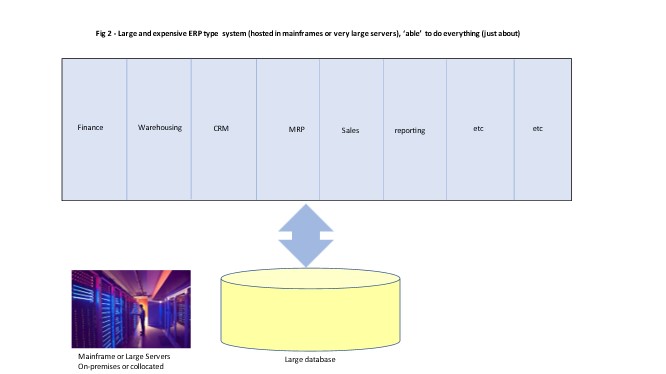 Fig 2 - Large and expensive ERP type system (hosted in mainframes or very large servers), 'able' to do everything (just about)
Finance
Warehousing
CRM
MRP
Sales
reporting
etc
etc
Mainframe or Large Servers
On-premises or collocated
Large database